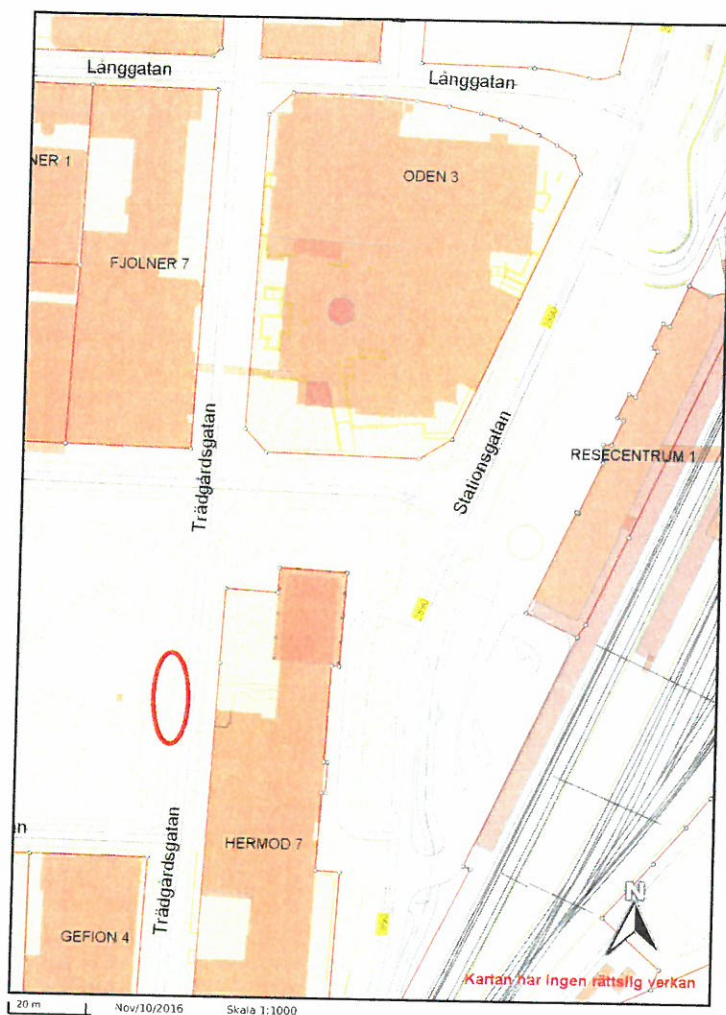 Långgatan
Långgatan
NER 1
ODEN 3
FJOLNER 7
Trädgårdsgatan
Stationsgatan
RESECENTRUM 1
an
HERMOD 7
Trädgårdsgatan
GEFION 4
N
Kartan har ingen rättslig verkan
20 m
Nov/10/2016
Skala 1:1000